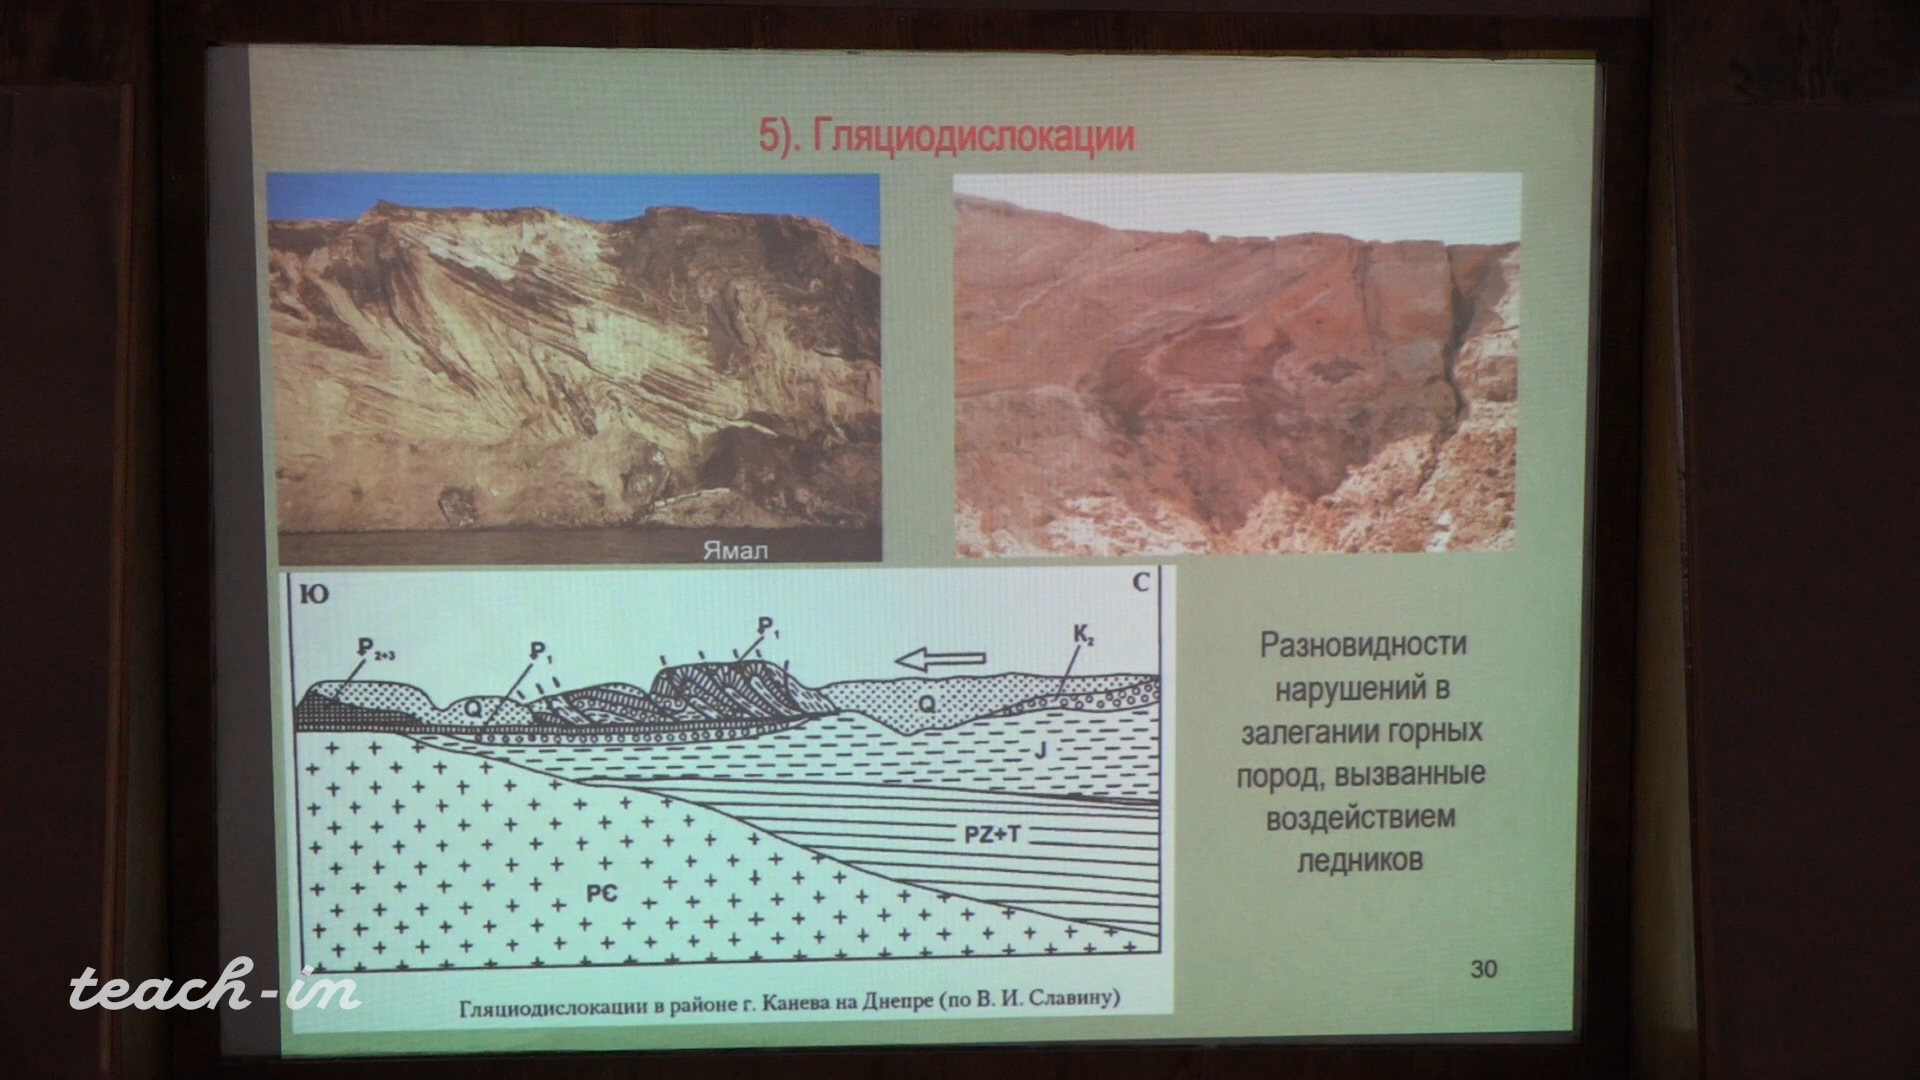 5). Гляциодислокации
Ямал
Ю
С
P₂₊₃
P₁
P₁
K₂
Q
Q
J
PZ+T
PЄ
Гляциодислокации в районе г. Канева на Днепре (по В. И. Славину)
Разновидности
нарушений в
залегании горных
пород, вызванные
воздействием
ледников
30
teach-in